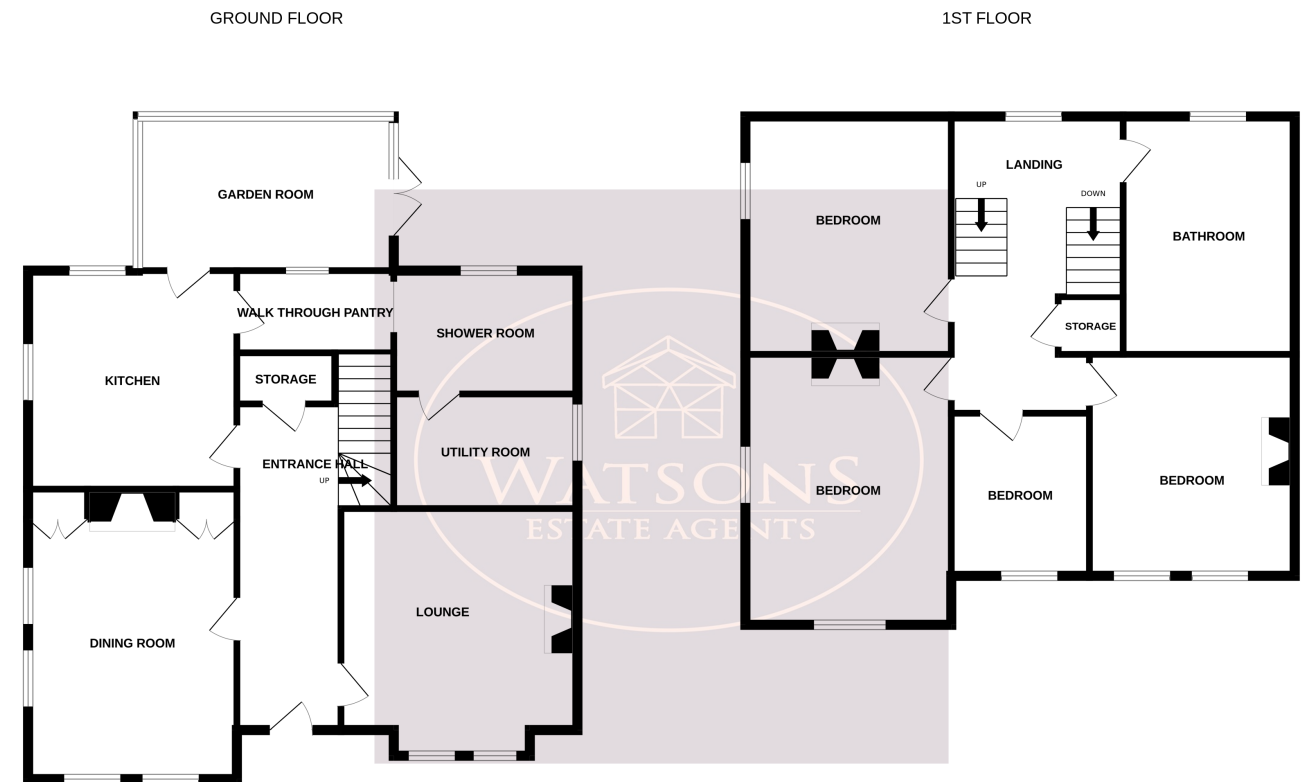 GROUND FLOOR
GARDEN ROOM
WALK THROUGH PANTRY
SHOWER ROOM
KITCHEN
STORAGE
UTILITY ROOM
ENTRANCE HALL
UP
LOUNGE
DINING ROOM
1ST FLOOR
LANDING
UP
DOWN
BEDROOM
BATHROOM
STORAGE
BEDROOM
BEDROOM
BEDROOM
WATSONS
ESTATE AGENTS